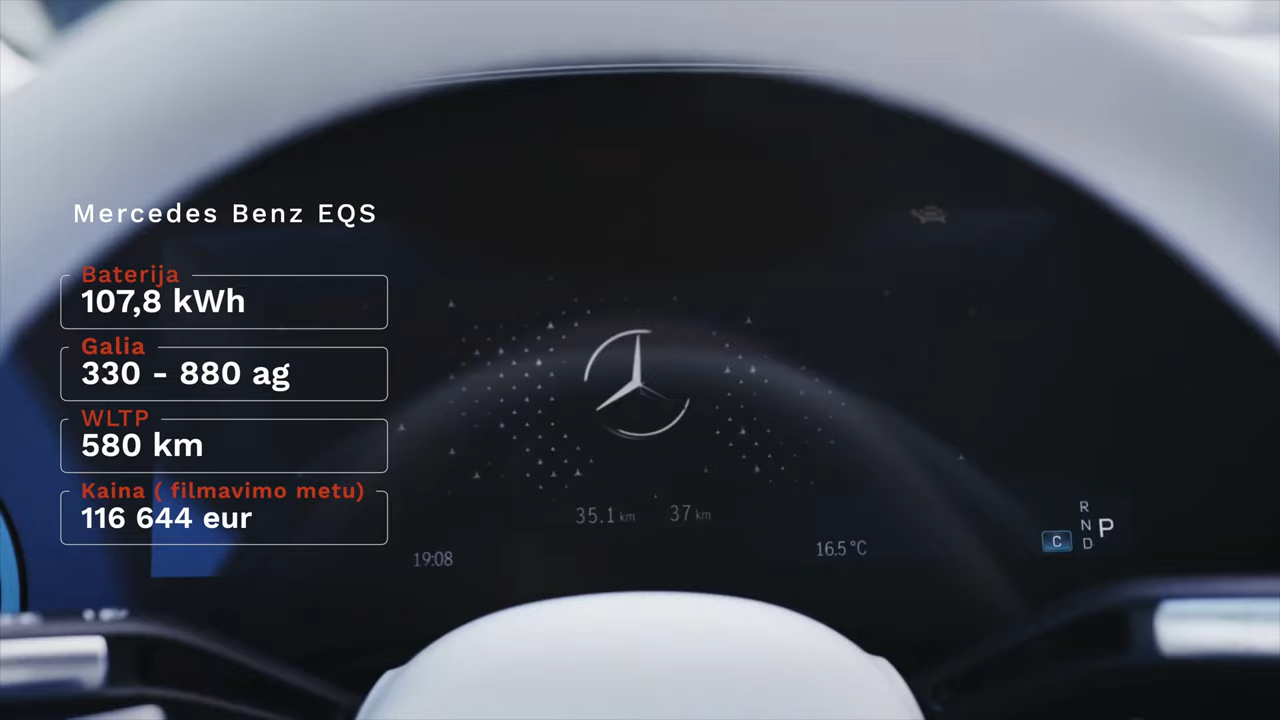 Mercedes Benz EQS
Baterija
107,8 kWh
Galia
330 - 880 ag
WLTP
580 km
Kaina ( filmavimo metu)
116 644 eur
35.1 km 37 km
19:08
16.5 °C
R
N P
C D